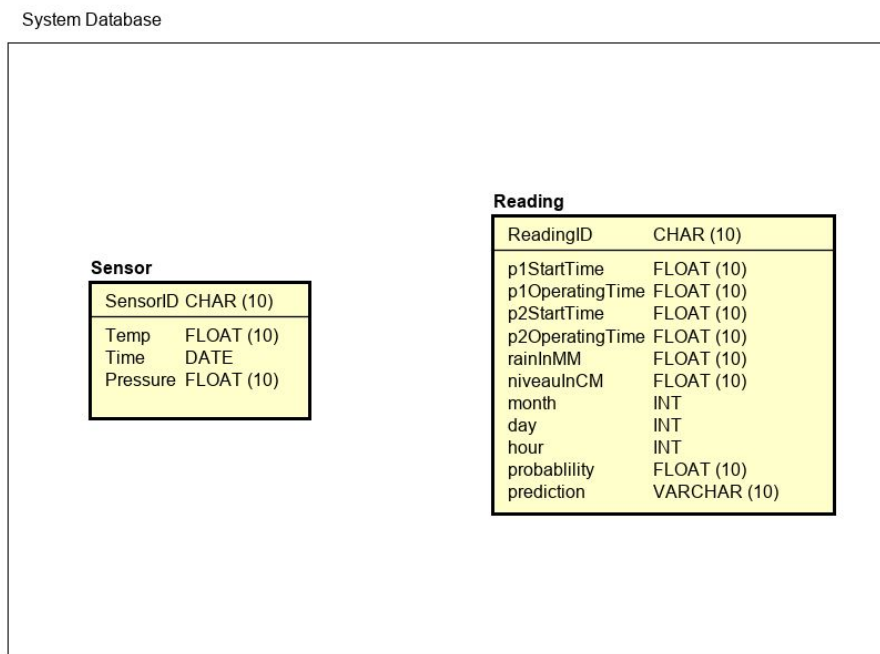 System Database
Sensor
SensorID CHAR (10)
Temp FLOAT (10)
Time DATE
Pressure FLOAT (10)
Reading
ReadingID CHAR (10)
p1StartTime FLOAT (10)
p1OperatingTime FLOAT (10)
p2StartTime FLOAT (10)
p2OperatingTime FLOAT (10)
rainInMM FLOAT (10)
niveauInCM FLOAT (10)
month INT
day INT
hour INT
probablility FLOAT (10)
prediction VARCHAR (10)